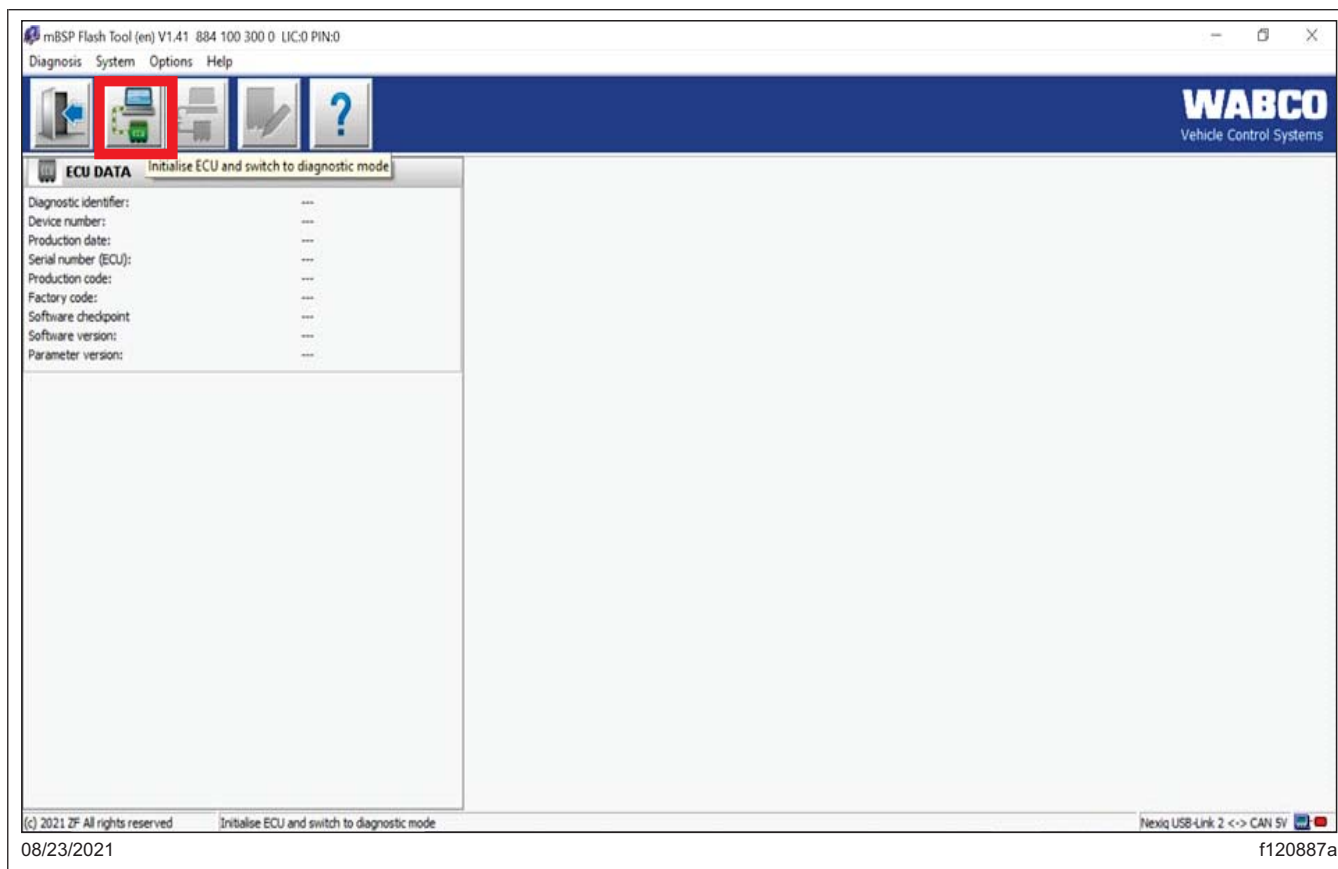 mBSP Flash Tool (en) V1.41 884 100 300 0 LIC:0 PIN:0
Diagnosis System Options Help
?
WABCO
Vehicle Control Systems
Initialise ECU and switch to diagnostic mode
ECU DATA
Diagnostic identifier: ---
Device number: ---
Production date: ---
Serial number (ECU): ---
Production code: ---
Factory code: ---
Software checkpoint ---
Software version: ---
Parameter version: ---
(c) 2021 ZF All rights reserved Initialise ECU and switch to diagnostic mode Nexiq USB-Link 2 <-> CAN 5V
08/23/2021 f120887a